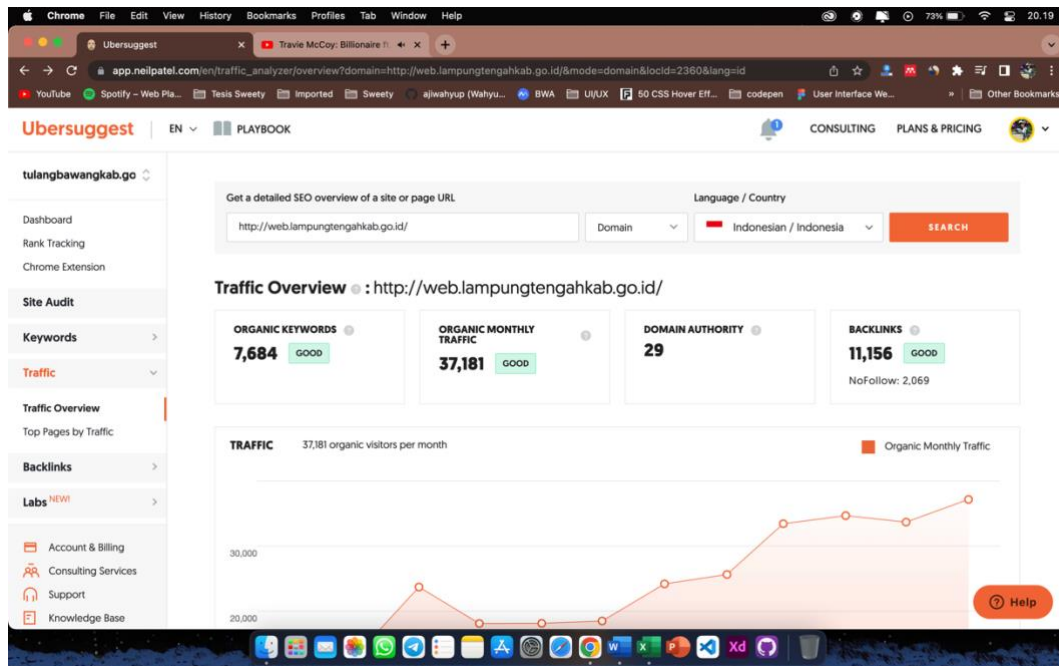 Chrome File Edit View History Bookmarks Profiles Tab Window Help 73% 20.19
Ubersuggest Travie McCoy: Billionaire
app.neilpatel.com/en/traffic_analyzer/overview?domain=http://web.lampungtengahkab.go.id/&mode=domain&locId=2360&lang=id
YouTube Spotify – Web Pla... Tesis Sweety Imported Sweety ajiwahyup (Wahyu... BWA UI/UX 50 CSS Hover Eff... codepen User Interface We... » Other Bookmarks
Ubersuggest EN PLAYBOOK 1 CONSULTING PLANS & PRICING
tulangbawangkab.go
Dashboard
Rank Tracking
Chrome Extension
Site Audit
Keywords
Traffic
Traffic Overview
Top Pages by Traffic
Backlinks
Labs NEW!
Account & Billing
Consulting Services
Support
Knowledge Base
Get a detailed SEO overview of a site or page URL Language / Country
http://web.lampungtengahkab.go.id/ Domain Indonesian / Indonesia SEARCH
Traffic Overview : http://web.lampungtengahkab.go.id/
ORGANIC KEYWORDS
7,684 GOOD
ORGANIC MONTHLY
TRAFFIC
37,181 GOOD
DOMAIN AUTHORITY
29
BACKLINKS
11,156 GOOD
NoFollow: 2,069
TRAFFIC 37,181 organic visitors per month Organic Monthly Traffic
30,000
20,000
Help